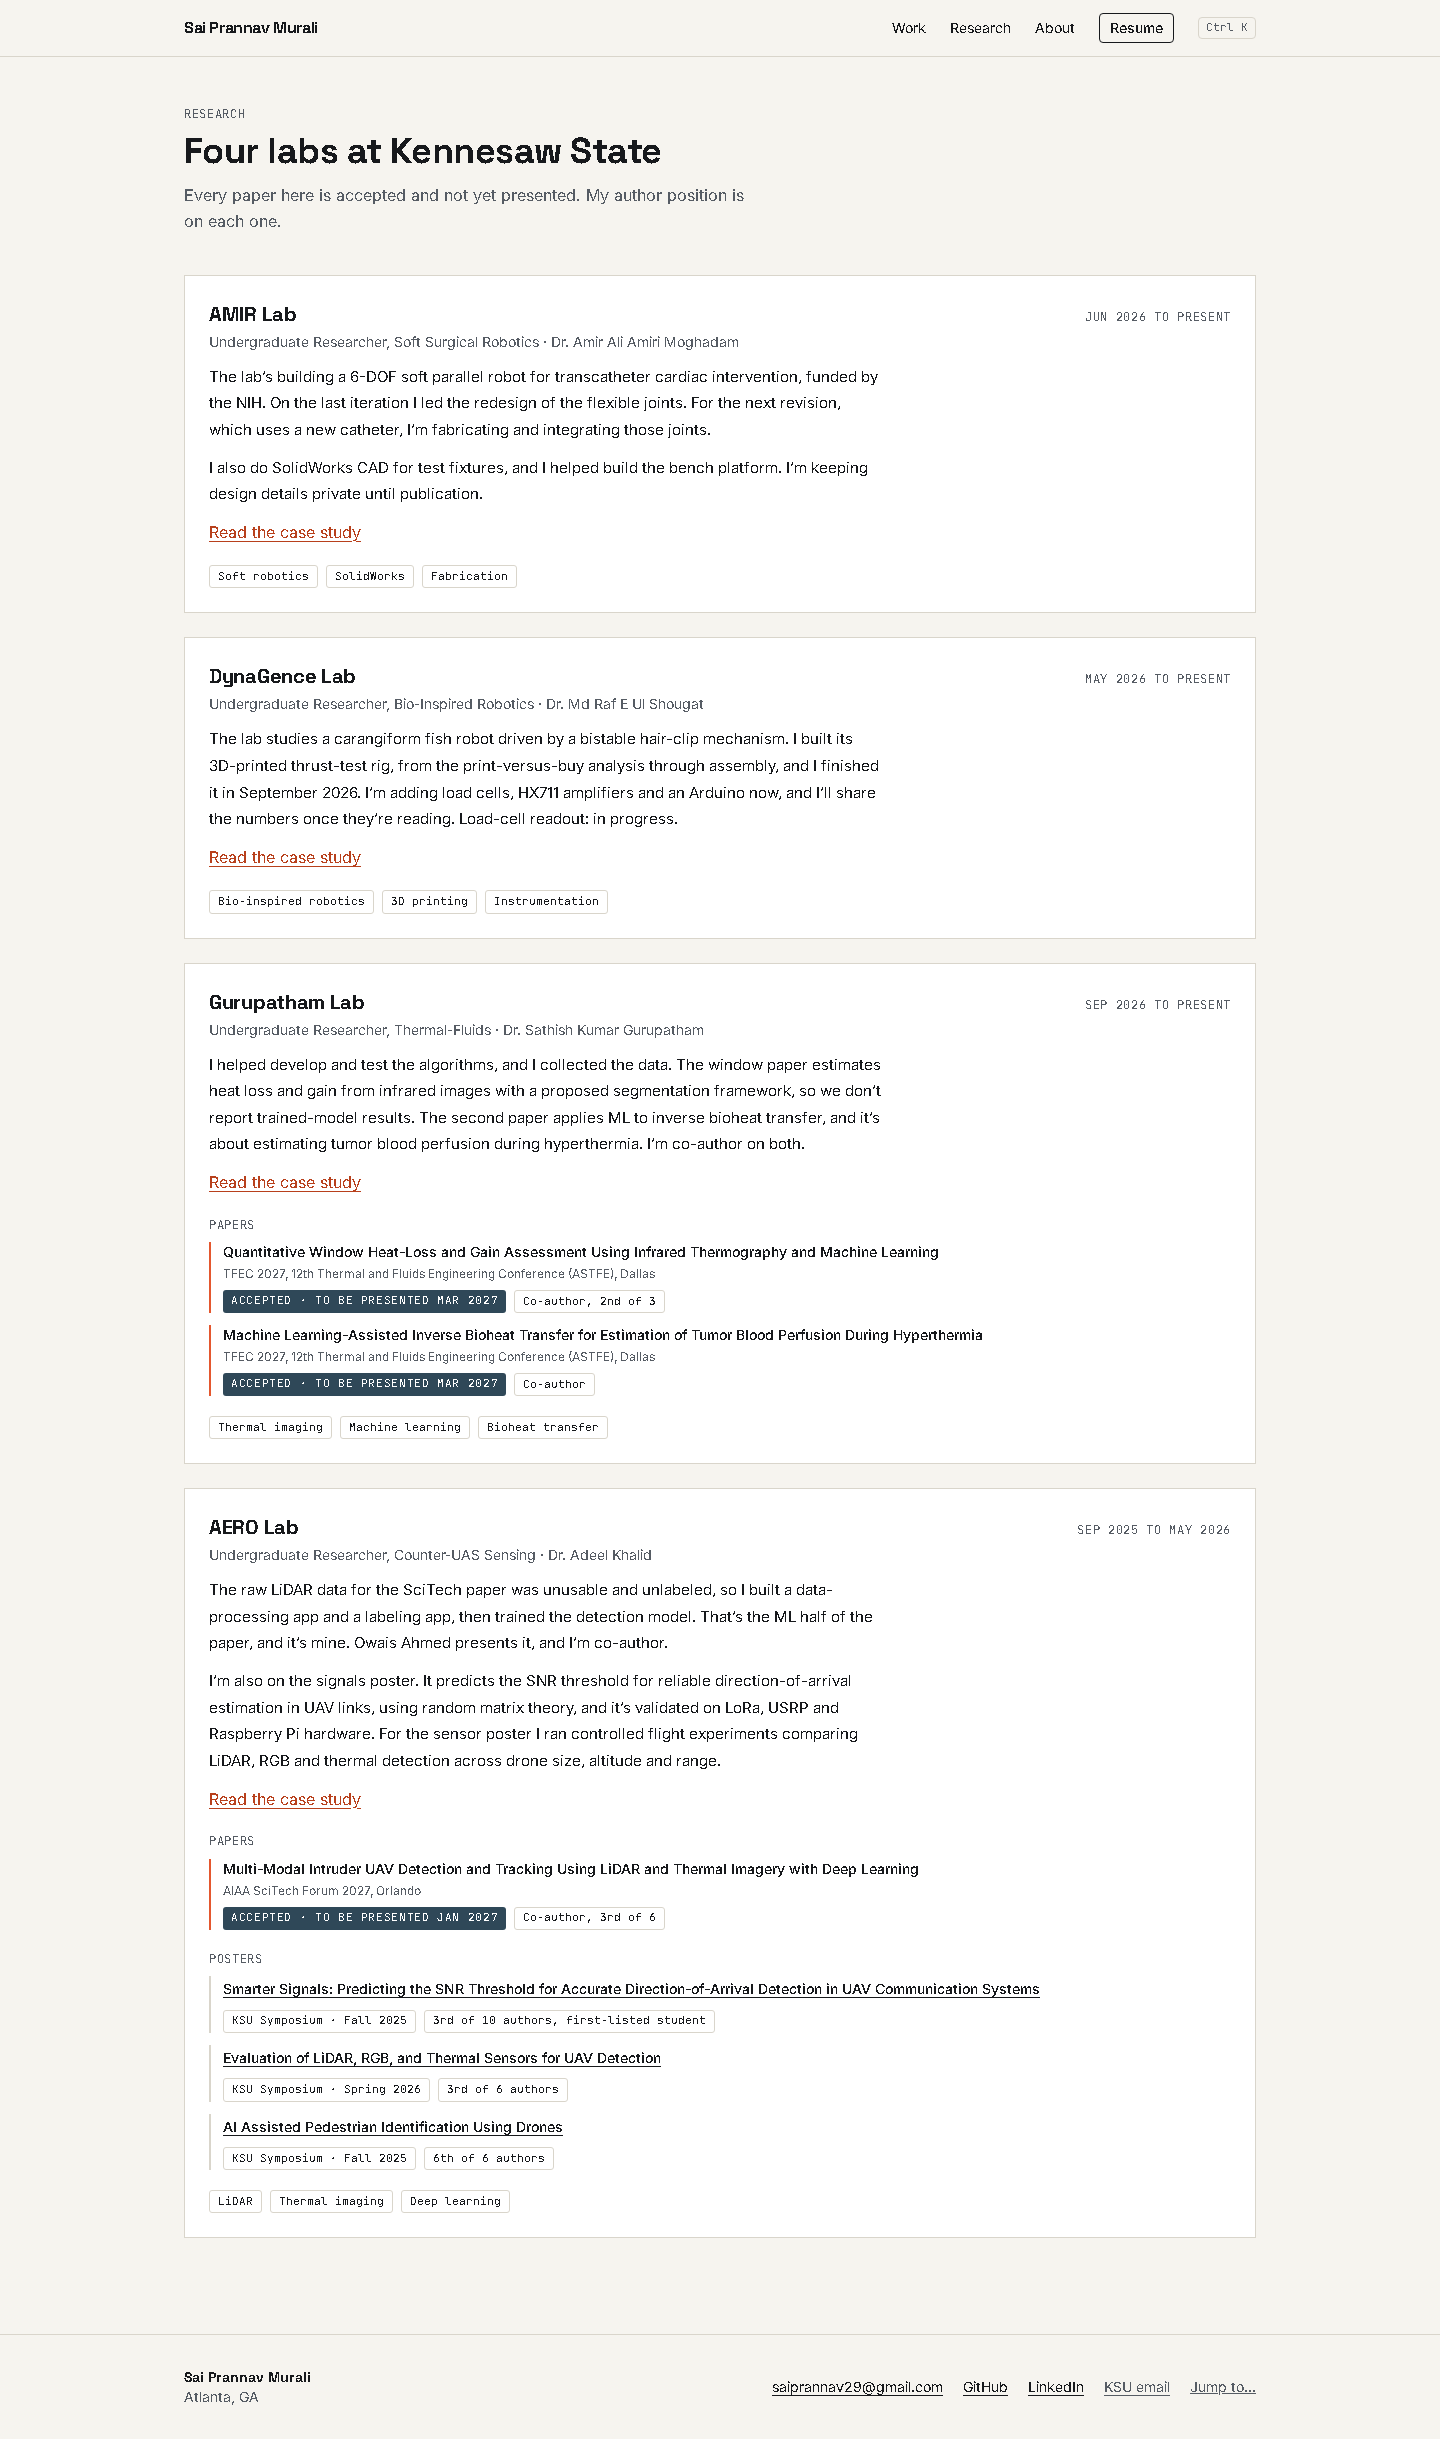 Sai Prannav Murali
Work
Research
About
Resume
Ctrl K
RESEARCH
Four labs at Kennesaw State
Every paper here is accepted and not yet presented. My author position is
on each one.
AMIR Lab
JUN 2026 TO PRESENT
Undergraduate Researcher, Soft Surgical Robotics · Dr. Amir Ali Amiri Moghadam
The lab's building a 6-DOF soft parallel robot for transcatheter cardiac intervention, funded by
the NIH. On the last iteration I led the redesign of the flexible joints. For the next revision,
which uses a new catheter, I'm fabricating and integrating those joints.
I also do SolidWorks CAD for test fixtures, and I helped build the bench platform. I'm keeping
design details private until publication.
Read the case study
Soft robotics
SolidWorks
Fabrication
DynaGence Lab
MAY 2026 TO PRESENT
Undergraduate Researcher, Bio-Inspired Robotics · Dr. Md Raf E Ul Shougat
The lab studies a carangiform fish robot driven by a bistable hair-clip mechanism. I built its
3D-printed thrust-test rig, from the print-versus-buy analysis through assembly, and I finished
it in September 2026. I'm adding load cells, HX711 amplifiers and an Arduino now, and I'll share
the numbers once they're reading. Load-cell readout: in progress.
Read the case study
Bio-inspired robotics
3D printing
Instrumentation
Gurupatham Lab
SEP 2026 TO PRESENT
Undergraduate Researcher, Thermal-Fluids · Dr. Sathish Kumar Gurupatham
I helped develop and test the algorithms, and I collected the data. The window paper estimates
heat loss and gain from infrared images with a proposed segmentation framework, so we don't
report trained-model results. The second paper applies ML to inverse bioheat transfer, and it's
about estimating tumor blood perfusion during hyperthermia. I'm co-author on both.
Read the case study
PAPERS
Quantitative Window Heat-Loss and Gain Assessment Using Infrared Thermography and Machine Learning
TFEC 2027, 12th Thermal and Fluids Engineering Conference (ASTFE), Dallas
ACCEPTED · TO BE PRESENTED MAR 2027
Co-author, 2nd of 3
Machine Learning-Assisted Inverse Bioheat Transfer for Estimation of Tumor Blood Perfusion During Hyperthermia
TFEC 2027, 12th Thermal and Fluids Engineering Conference (ASTFE), Dallas
ACCEPTED · TO BE PRESENTED MAR 2027
Co-author
Thermal imaging
Machine learning
Bioheat transfer
AERO Lab
SEP 2025 TO MAY 2026
Undergraduate Researcher, Counter-UAS Sensing · Dr. Adeel Khalid
The raw LiDAR data for the SciTech paper was unusable and unlabeled, so I built a data-
processing app and a labeling app, then trained the detection model. That's the ML half of the
paper, and it's mine. Owais Ahmed presents it, and I'm co-author.
I'm also on the signals poster. It predicts the SNR threshold for reliable direction-of-arrival
estimation in UAV links, using random matrix theory, and it's validated on LoRa, USRP and
Raspberry Pi hardware. For the sensor poster I ran controlled flight experiments comparing
LiDAR, RGB and thermal detection across drone size, altitude and range.
Read the case study
PAPERS
Multi-Modal Intruder UAV Detection and Tracking Using LiDAR and Thermal Imagery with Deep Learning
AIAA SciTech Forum 2027, Orlando
ACCEPTED · TO BE PRESENTED JAN 2027
Co-author, 3rd of 6
POSTERS
Smarter Signals: Predicting the SNR Threshold for Accurate Direction-of-Arrival Detection in UAV Communication Systems
KSU Symposium · Fall 2025
3rd of 10 authors, first-listed student
Evaluation of LiDAR, RGB, and Thermal Sensors for UAV Detection
KSU Symposium · Spring 2026
3rd of 6 authors
AI Assisted Pedestrian Identification Using Drones
KSU Symposium · Fall 2025
6th of 6 authors
LiDAR
Thermal imaging
Deep learning
Sai Prannav Murali
Atlanta, GA
saiprannav29@gmail.com
GitHub
LinkedIn
KSU email
Jump to...